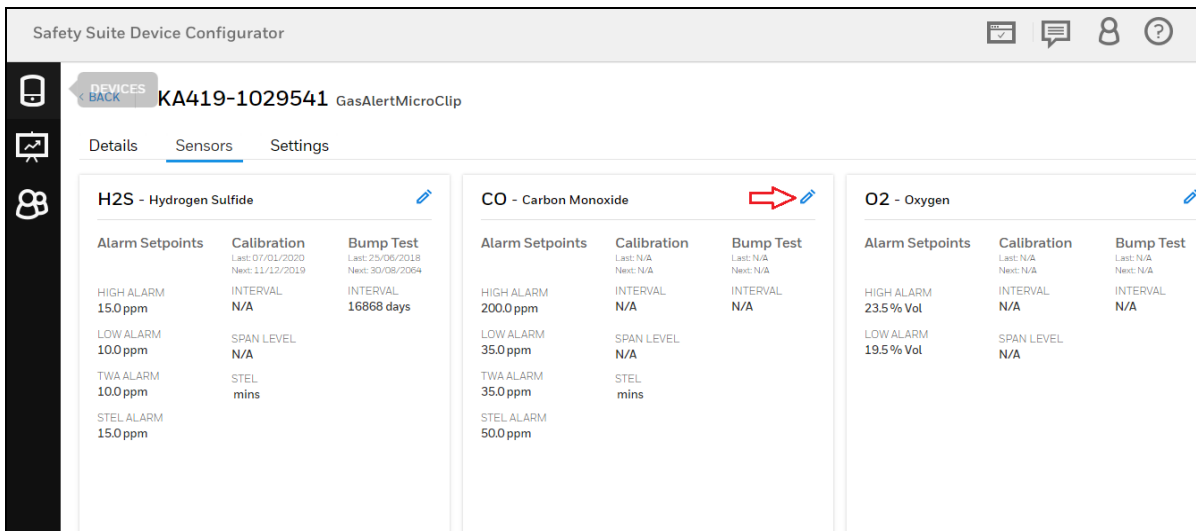 Safety Suite Device Configurator
DEVICES
< BACK
KA419-1029541 GasAlertMicroClip
Details Sensors Settings
H2S - Hydrogen Sulfide
Alarm Setpoints
HIGH ALARM
15.0 ppm
LOW ALARM
10.0 ppm
TWA ALARM
10.0 ppm
STEL ALARM
15.0 ppm
Calibration
Last: 07/01/2020
Next: 11/12/2019
INTERVAL
N/A
SPAN LEVEL
N/A
STEL
mins
Bump Test
Last: 25/06/2018
Next: 30/08/2064
INTERVAL
16868 days
CO - Carbon Monoxide
Alarm Setpoints
HIGH ALARM
200.0 ppm
LOW ALARM
35.0 ppm
TWA ALARM
35.0 ppm
STEL ALARM
50.0 ppm
Calibration
Last: N/A
Next: N/A
INTERVAL
N/A
SPAN LEVEL
N/A
STEL
mins
Bump Test
Last: N/A
Next: N/A
INTERVAL
N/A
O2 - Oxygen
Alarm Setpoints
HIGH ALARM
23.5 % Vol
LOW ALARM
19.5 % Vol
Calibration
Last: N/A
Next: N/A
INTERVAL
N/A
SPAN LEVEL
N/A
Bump Test
Last: N/A
Next: N/A
INTERVAL
N/A